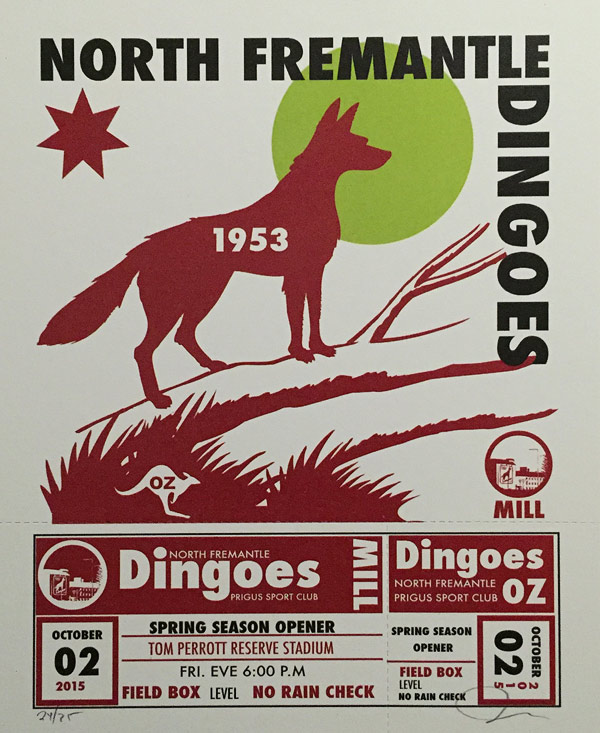 NORTH FREMANTLE
DINGOES
1953
OZ
MILL
NORTH FREMANTLE
Dingoes
PRIGUS SPORT CLUB
MILL
OCTOBER
02
2015
SPRING SEASON OPENER
TOM PERROTT RESERVE STADIUM
FRI. EVE 6:00 P.M
FIELD BOX LEVEL NO RAIN CHECK
Dingoes
NORTH FREMANTLE
PRIGUS SPORT CLUB
OZ
SPRING SEASON
OPENER
FIELD BOX
LEVEL
NO RAIN CHECK
OCTOBER
02
2015
24/25